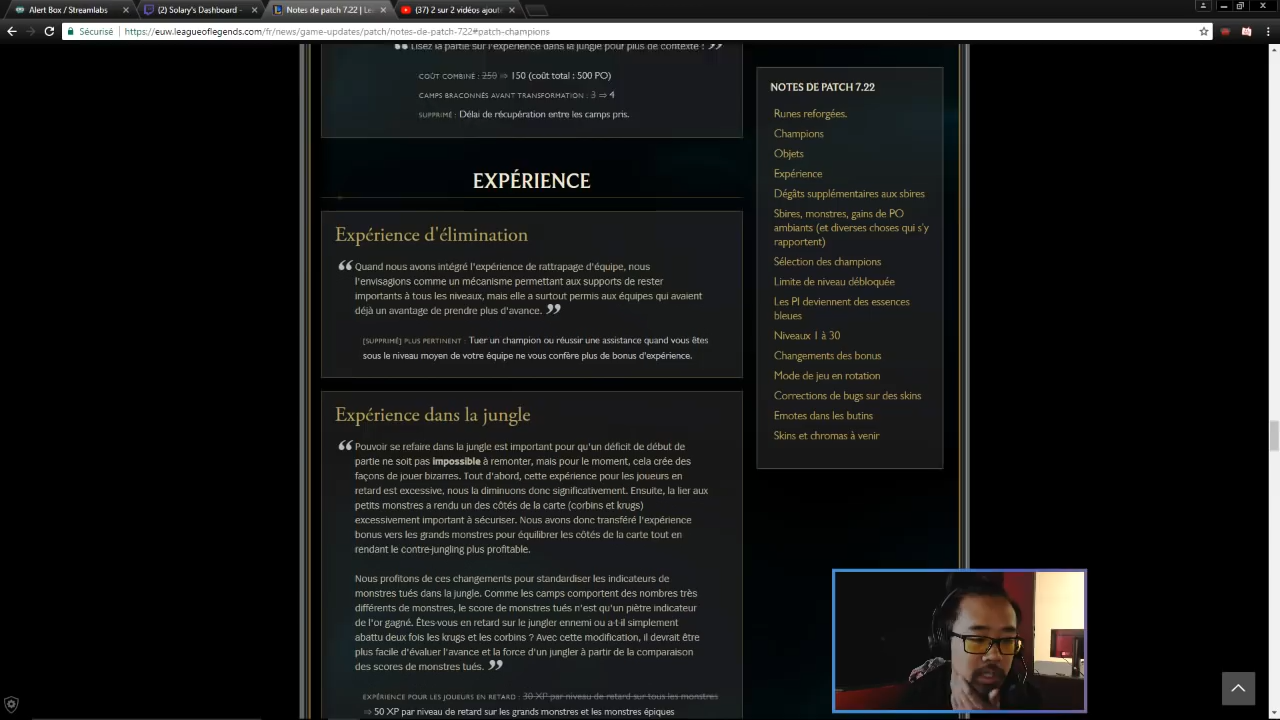 Alert Box / Streamlabs
(2) Solary's Dashboard -
Notes de patch 7.22 | Le
(37) 2 sur 2 vidéos ajout
Sécurisé
https://euw.leagueoflegends.com/fr/news/game-updates/patch/notes-de-patch-722#patch-champions
Lisez la partie sur l'expérience dans la jungle pour plus de contexte !
COÛT COMBINÉ : 250 ⇒ 150 (coût total : 500 PO)
CAMPS BRACONNÉS AVANT TRANSFORMATION : 3 ⇒ 4
SUPPRIMÉ : Délai de récupération entre les camps pris.
EXPÉRIENCE
Expérience d'élimination
Quand nous avons intégré l'expérience de rattrapage d'équipe, nous
l'envisagions comme un mécanisme permettant aux supports de rester
importants à tous les niveaux, mais elle a surtout permis aux équipes qui avaient
déjà un avantage de prendre plus d'avance.
[SUPPRIMÉ] PLUS PERTINENT : Tuer un champion ou réussir une assistance quand vous êtes
sous le niveau moyen de votre équipe ne vous confère plus de bonus d'expérience.
Expérience dans la jungle
Pouvoir se refaire dans la jungle est important pour qu'un déficit de début de
partie ne soit pas impossible à remonter, mais pour le moment, cela crée des
façons de jouer bizarres. Tout d'abord, cette expérience pour les joueurs en
retard est excessive, nous la diminuons donc significativement. Ensuite, la lier aux
petits monstres a rendu un des côtés de la carte (corbins et krugs)
excessivement important à sécuriser. Nous avons donc transféré l'expérience
bonus vers les grands monstres pour équilibrer les côtés de la carte tout en
rendant le contre-jungling plus profitable.
Nous profitons de ces changements pour standardiser les indicateurs de
monstres tués dans la jungle. Comme les camps comportent des nombres très
différents de monstres, le score de monstres tués n'est qu'un piètre indicateur
de l'or gagné. Êtes-vous en retard sur le jungler ennemi ou a-t-il simplement
abattu deux fois les krugs et les corbins ? Avec cette modification, il devrait être
plus facile d'évaluer l'avance et la force d'un jungler à partir de la comparaison
des scores de monstres tués.
EXPÉRIENCE POUR LES JOUEURS EN RETARD : 30 XP par niveau de retard sur tous les monstres
⇒ 50 XP par niveau de retard sur les grands monstres et les monstres épiques
NOTES DE PATCH 7.22
Runes reforgées.
Champions
Objets
Expérience
Dégâts supplémentaires aux sbires
Sbires, monstres, gains de PO
ambiants (et diverses choses qui s'y
rapportent)
Sélection des champions
Limite de niveau débloquée
Les PI deviennent des essences
bleues
Niveaux 1 à 30
Changements des bonus
Mode de jeu en rotation
Corrections de bugs sur des skins
Emotes dans les butins
Skins et chromas à venir